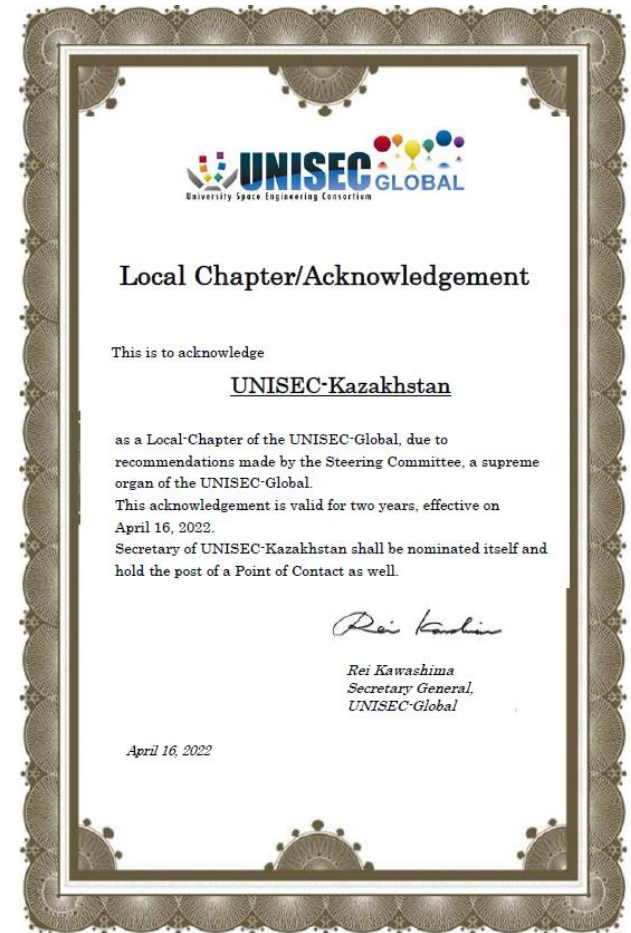 UNISEC GLOBAL
University Space Engineering Consortium
Local Chapter/Acknowledgement
This is to acknowledge
UNISEC-Kazakhstan
as a Local-Chapter of the UNISEC-Global, due to
recommendations made by the Steering Committee, a supreme
organ of the UNISEC-Global.
This acknowledgement is valid for two years, effective on
April 16, 2022.
Secretary of UNISEC-Kazakhstan shall be nominated itself and
hold the post of a Point of Contact as well.
Rei Kawashima
Secretary General,
UNISEC-Global
April 16, 2022